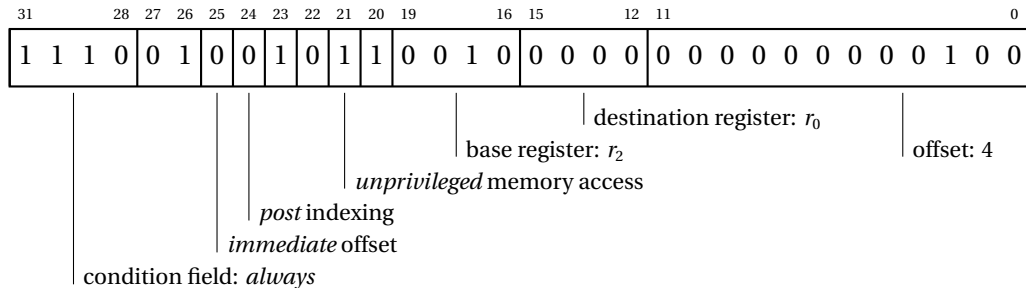 31 28 27 26 25 24 23 22 21 20 19 16 15 12 11 0
1 1 1 0 0 1 0 0 1 0 1 1 0 0 1 0 0 0 0 0 0 0 0 0 0 0 0 0 0 1 0 0
destination register: r0
base register: r2 offset: 4
unprivileged memory access
post indexing
immediate offset
condition field: always